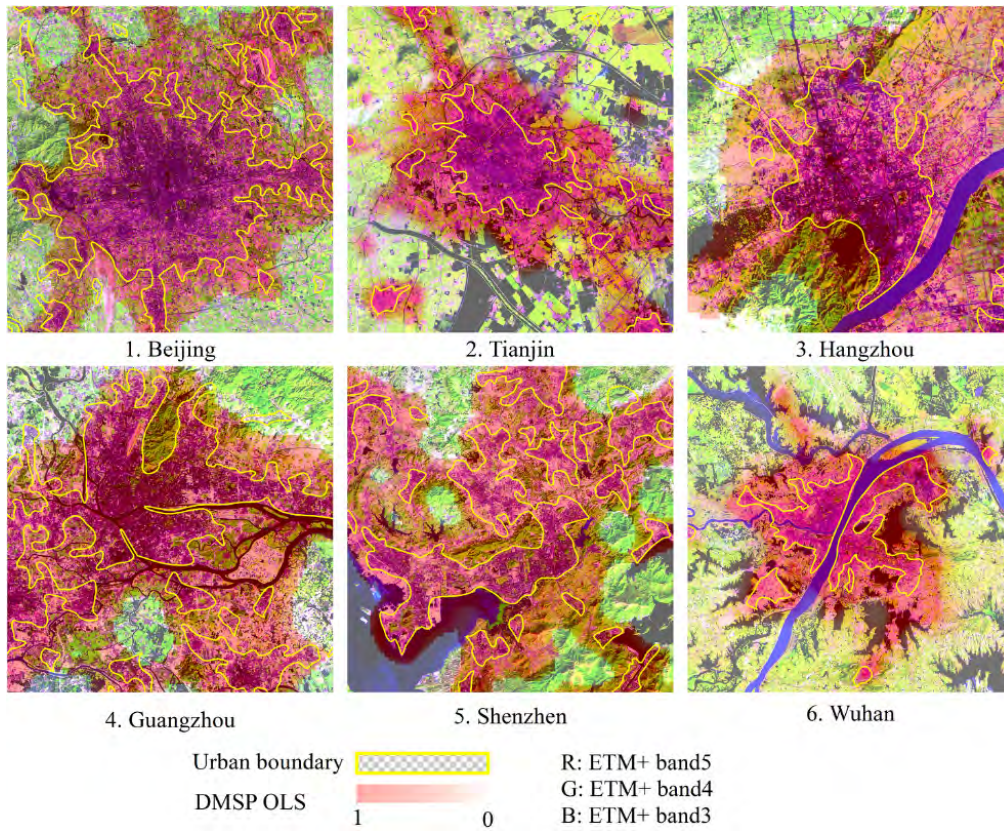 1. Beijing
2. Tianjin
3. Hangzhou
4. Guangzhou
5. Shenzhen
6. Wuhan
Urban boundary
DMSP OLS
1
0
R: ETM+ band5
G: ETM+ band4
B: ETM+ band3